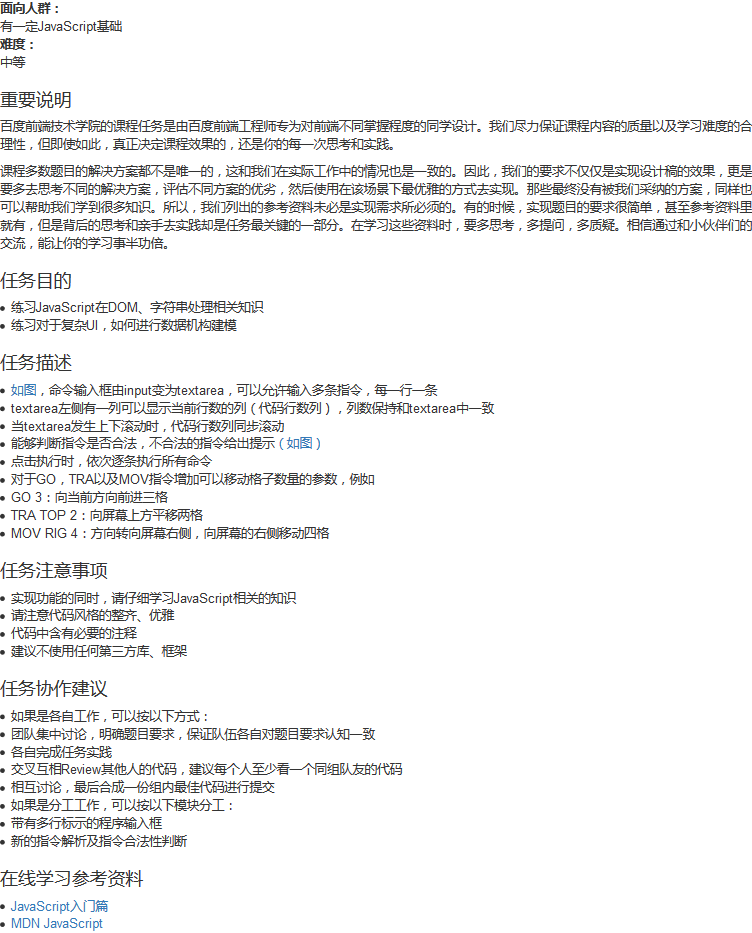 面向人群：
有一定JavaScript基础
难度：
中等
重要说明
百度前端技术学院的课程任务是由百度前端工程师专为对前端不同掌握程度的同学设计。我们尽力保证课程内容的质量以及学习难度的合
理性，但即使如此，真正决定课程效果的，还是你的每一次思考和实践。
课程多数题目的解决方案都不是唯一的，这和我们在实际工作中的情况也是一致的。因此，我们的要求不仅仅是实现设计稿的效果，更是
要多去思考不同的解决方案，评估不同方案的优劣，然后使用在该场景下最优雅的方式去实现。那些最终没有被我们采纳的方案，同样也
可以帮助我们学到很多知识。所以，我们列出的参考资料未必是实现需求所必须的。有的时候，实现题目的要求很简单，甚至参考资料里
就有，但是背后的思考和亲手去实践却是任务最关键的一部分。在学习这些资料时，要多思考，多提问，多质疑。相信通过和小伙伴们的
交流，能让你的学习事半功倍。
任务目的
● 练习JavaScript在DOM、字符串处理相关知识
● 练习对于复杂UI，如何进行数据机构建模
任务描述
● 如图，命令输入框由input变为textarea，可以允许输入多条指令，每一行一条
● textarea左侧有一列可以显示当前行数的列（代码行数列），列数保持和textarea中一致
● 当textarea发生上下滚动时，代码行数列同步滚动
● 能够判断指令是否合法，不合法的指令给出提示（如图）
● 点击执行时，依次逐条执行所有命令
● 对于GO，TRA以及MOV指令增加可以移动格子数量的参数，例如
● GO 3：向当前方向前进三格
● TRA TOP 2：向屏幕上方平移两格
● MOV RIG 4：方向转向屏幕右侧，向屏幕的右侧移动四格
任务注意事项
● 实现功能的同时，请仔细学习JavaScript相关的知识
● 请注意代码风格的整齐、优雅
● 代码中含有必要的注释
● 建议不使用任何第三方库、框架
任务协作建议
● 如果是各自工作，可以按以下方式：
● 团队集中讨论，明确题目要求，保证队伍各自对题目要求认知一致
● 各自完成任务实践
● 交叉互相Review其他人的代码，建议每个人至少看一个同组队友的代码
● 相互讨论，最后合成一份组内最佳代码进行提交
● 如果是分工工作，可以按以下模块分工：
● 带有多行标示的程序输入框
● 新的指令解析及指令合法性判断
在线学习参考资料
● JavaScript入门篇
● MDN JavaScript